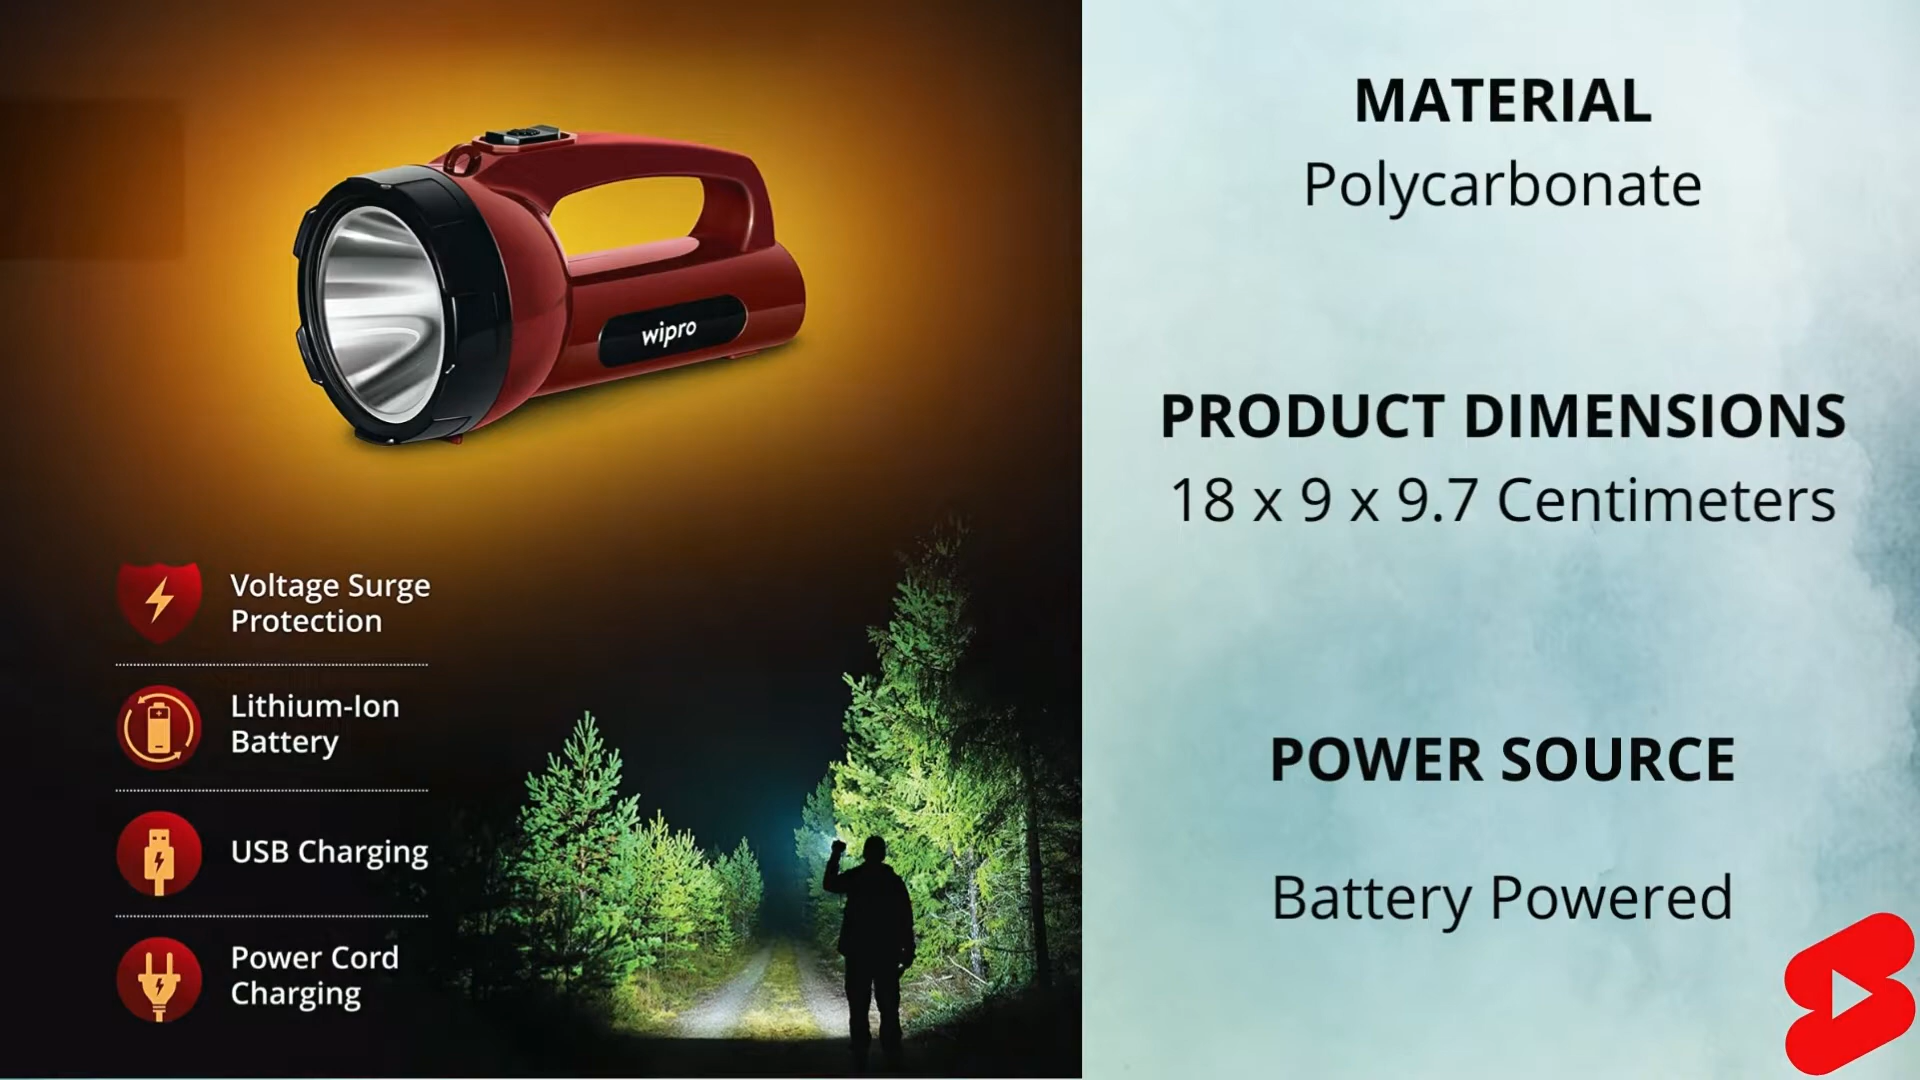 wipro
Voltage Surge
Protection
Lithium-Ion
Battery
USB Charging
Power Cord
Charging
MATERIAL
Polycarbonate
PRODUCT DIMENSIONS
18 x 9 x 9.7 Centimeters
POWER SOURCE
Battery Powered